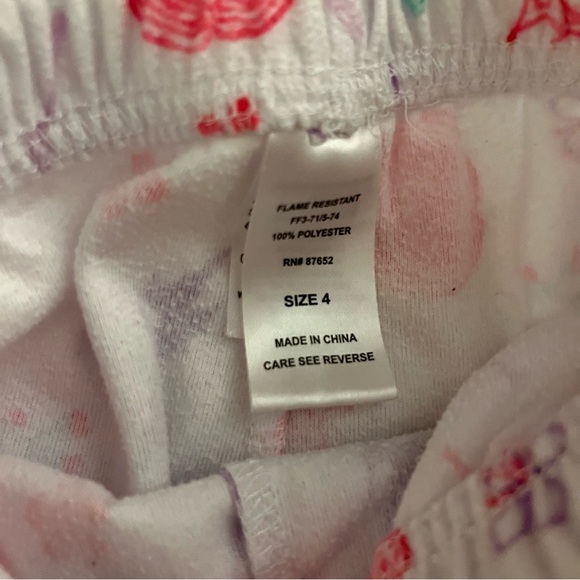 FLAME RESISTANT
FF3-71/5-74
100% POLYESTER
RN# 87652
SIZE 4
MADE IN CHINA
CARE SEE REVERSE